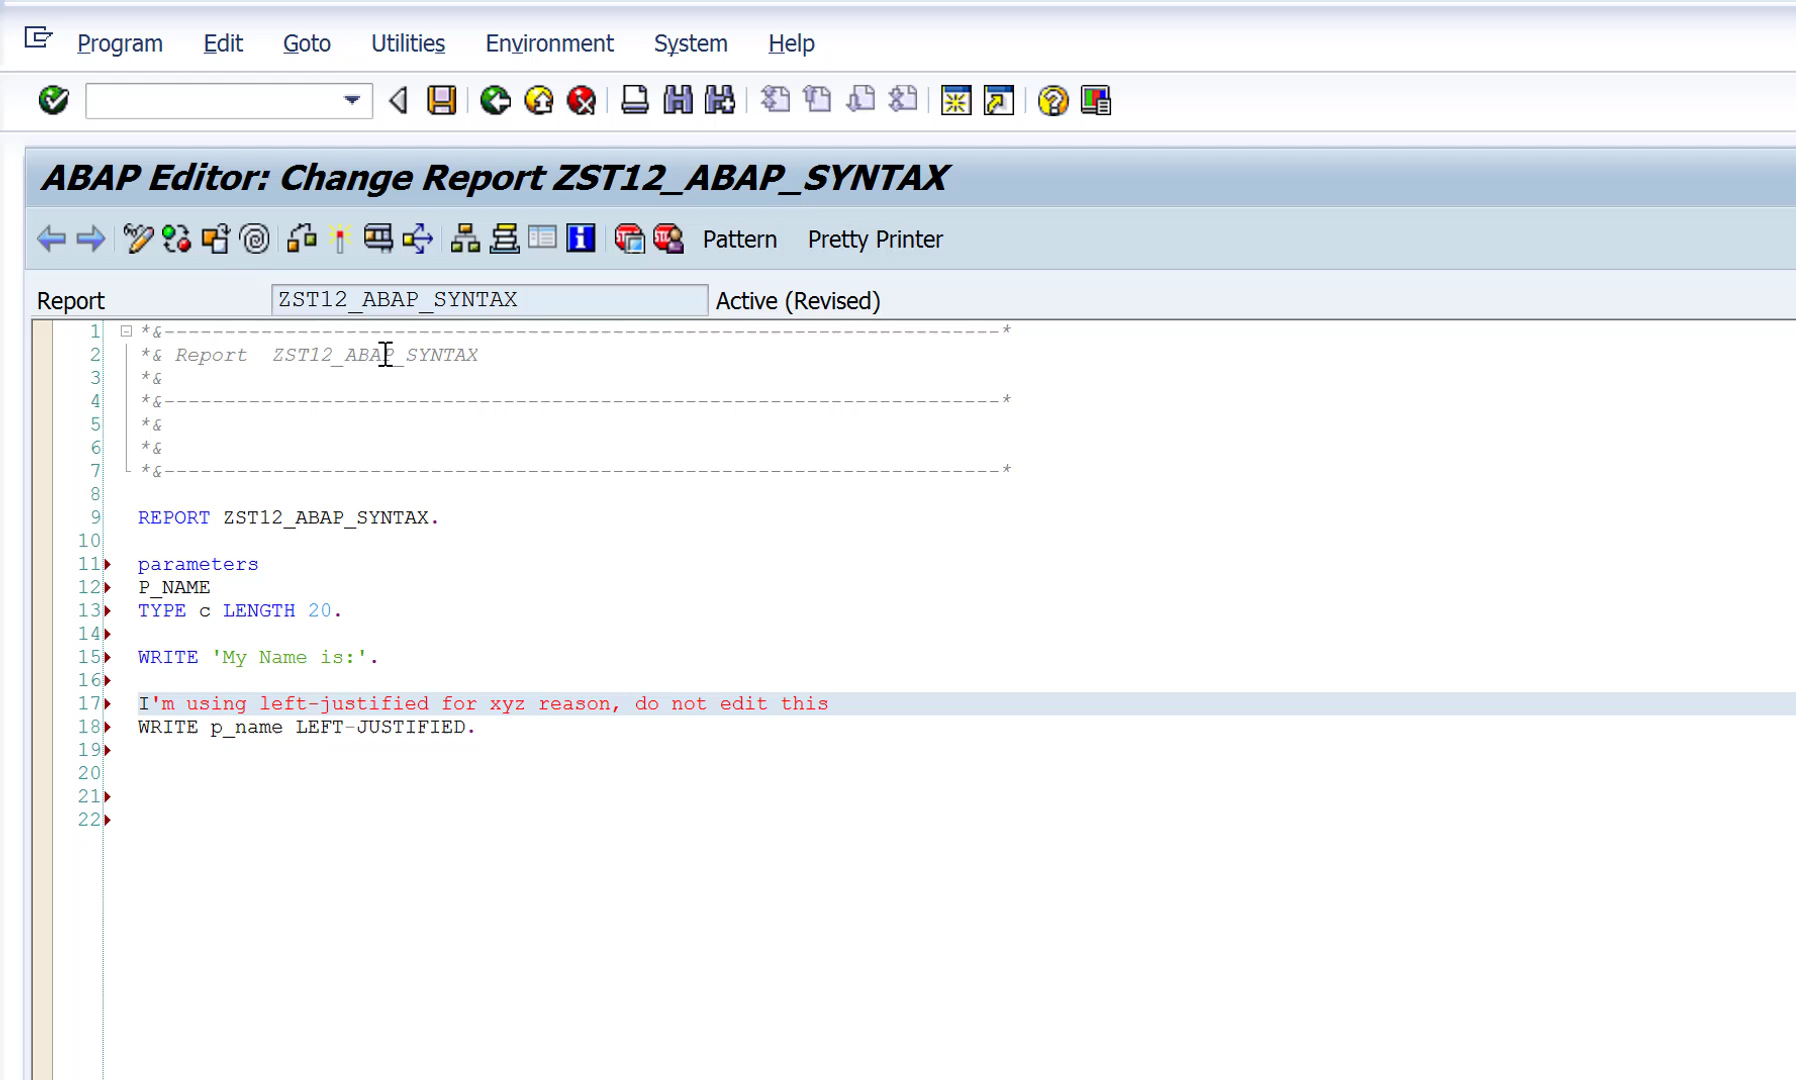 Program Edit Goto Utilities Environment System Help
ABAP Editor: Change Report ZST12_ABAP_SYNTAX
Pattern Pretty Printer
Report ZST12_ABAP_SYNTAX Active (Revised)
1 *&---------------------------------------------------------------------*
2 *& Report  ZST12_ABAP_SYNTAX
3 *&
4 *&---------------------------------------------------------------------*
5 *&
6 *&
7 *&---------------------------------------------------------------------*
8
9 REPORT ZST12_ABAP_SYNTAX.
10
11 parameters
12 P_NAME
13 TYPE c LENGTH 20.
14
15 WRITE 'My Name is:'.
16
17 I'm using left-justified for xyz reason, do not edit this
18 WRITE p_name LEFT-JUSTIFIED.
19
20
21
22